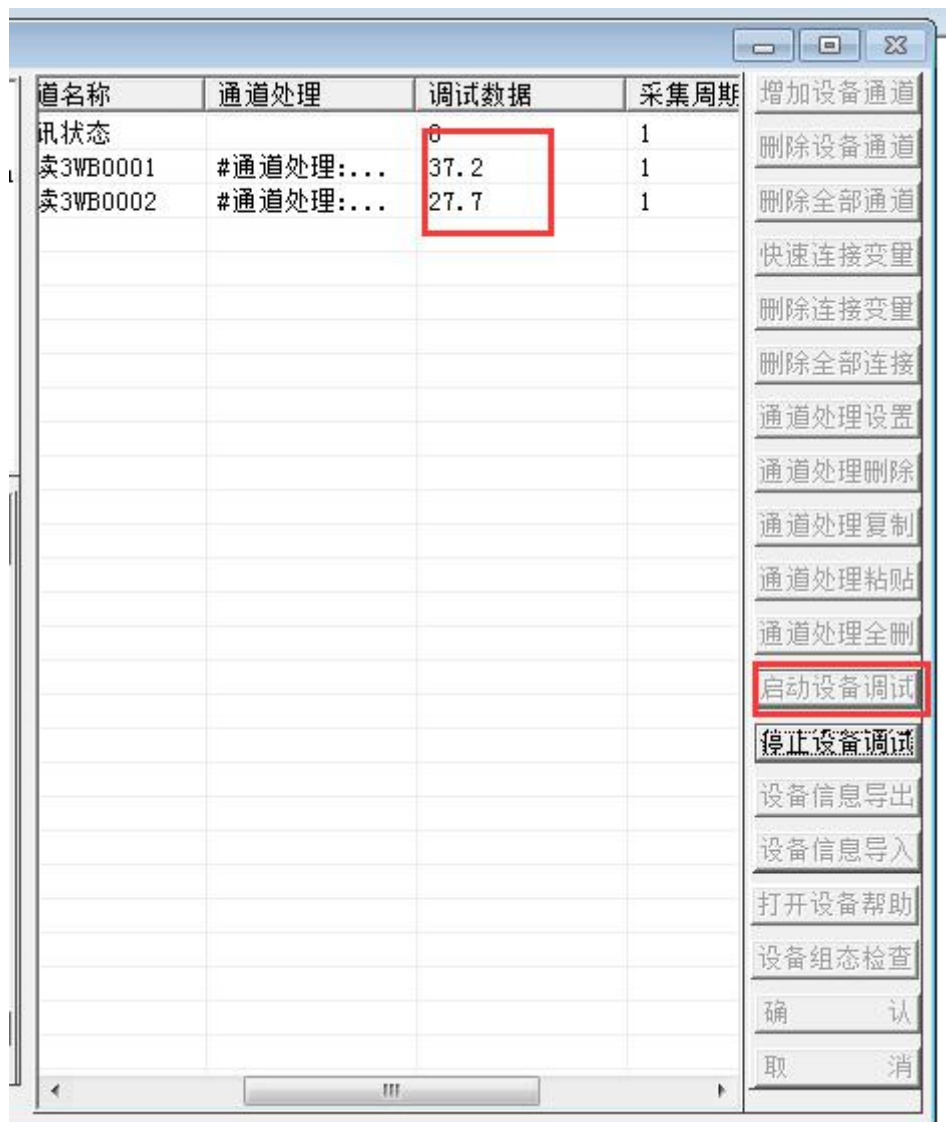 道名称 通道处理 调试数据 采集周期
讯状态 0 1
卖3WB0001 #通道处理:... 37.2 1
卖3WB0002 #通道处理:... 27.7 1
增加设备通道
删除设备通道
删除全部通道
快速连接变量
删除连接变量
删除全部连接
通道处理设置
通道处理删除
通道处理复制
通道处理粘贴
通道处理全删
启动设备调试
停止设备调试
设备信息导出
设备信息导入
打开设备帮助
设备组态检查
确 认
取 消